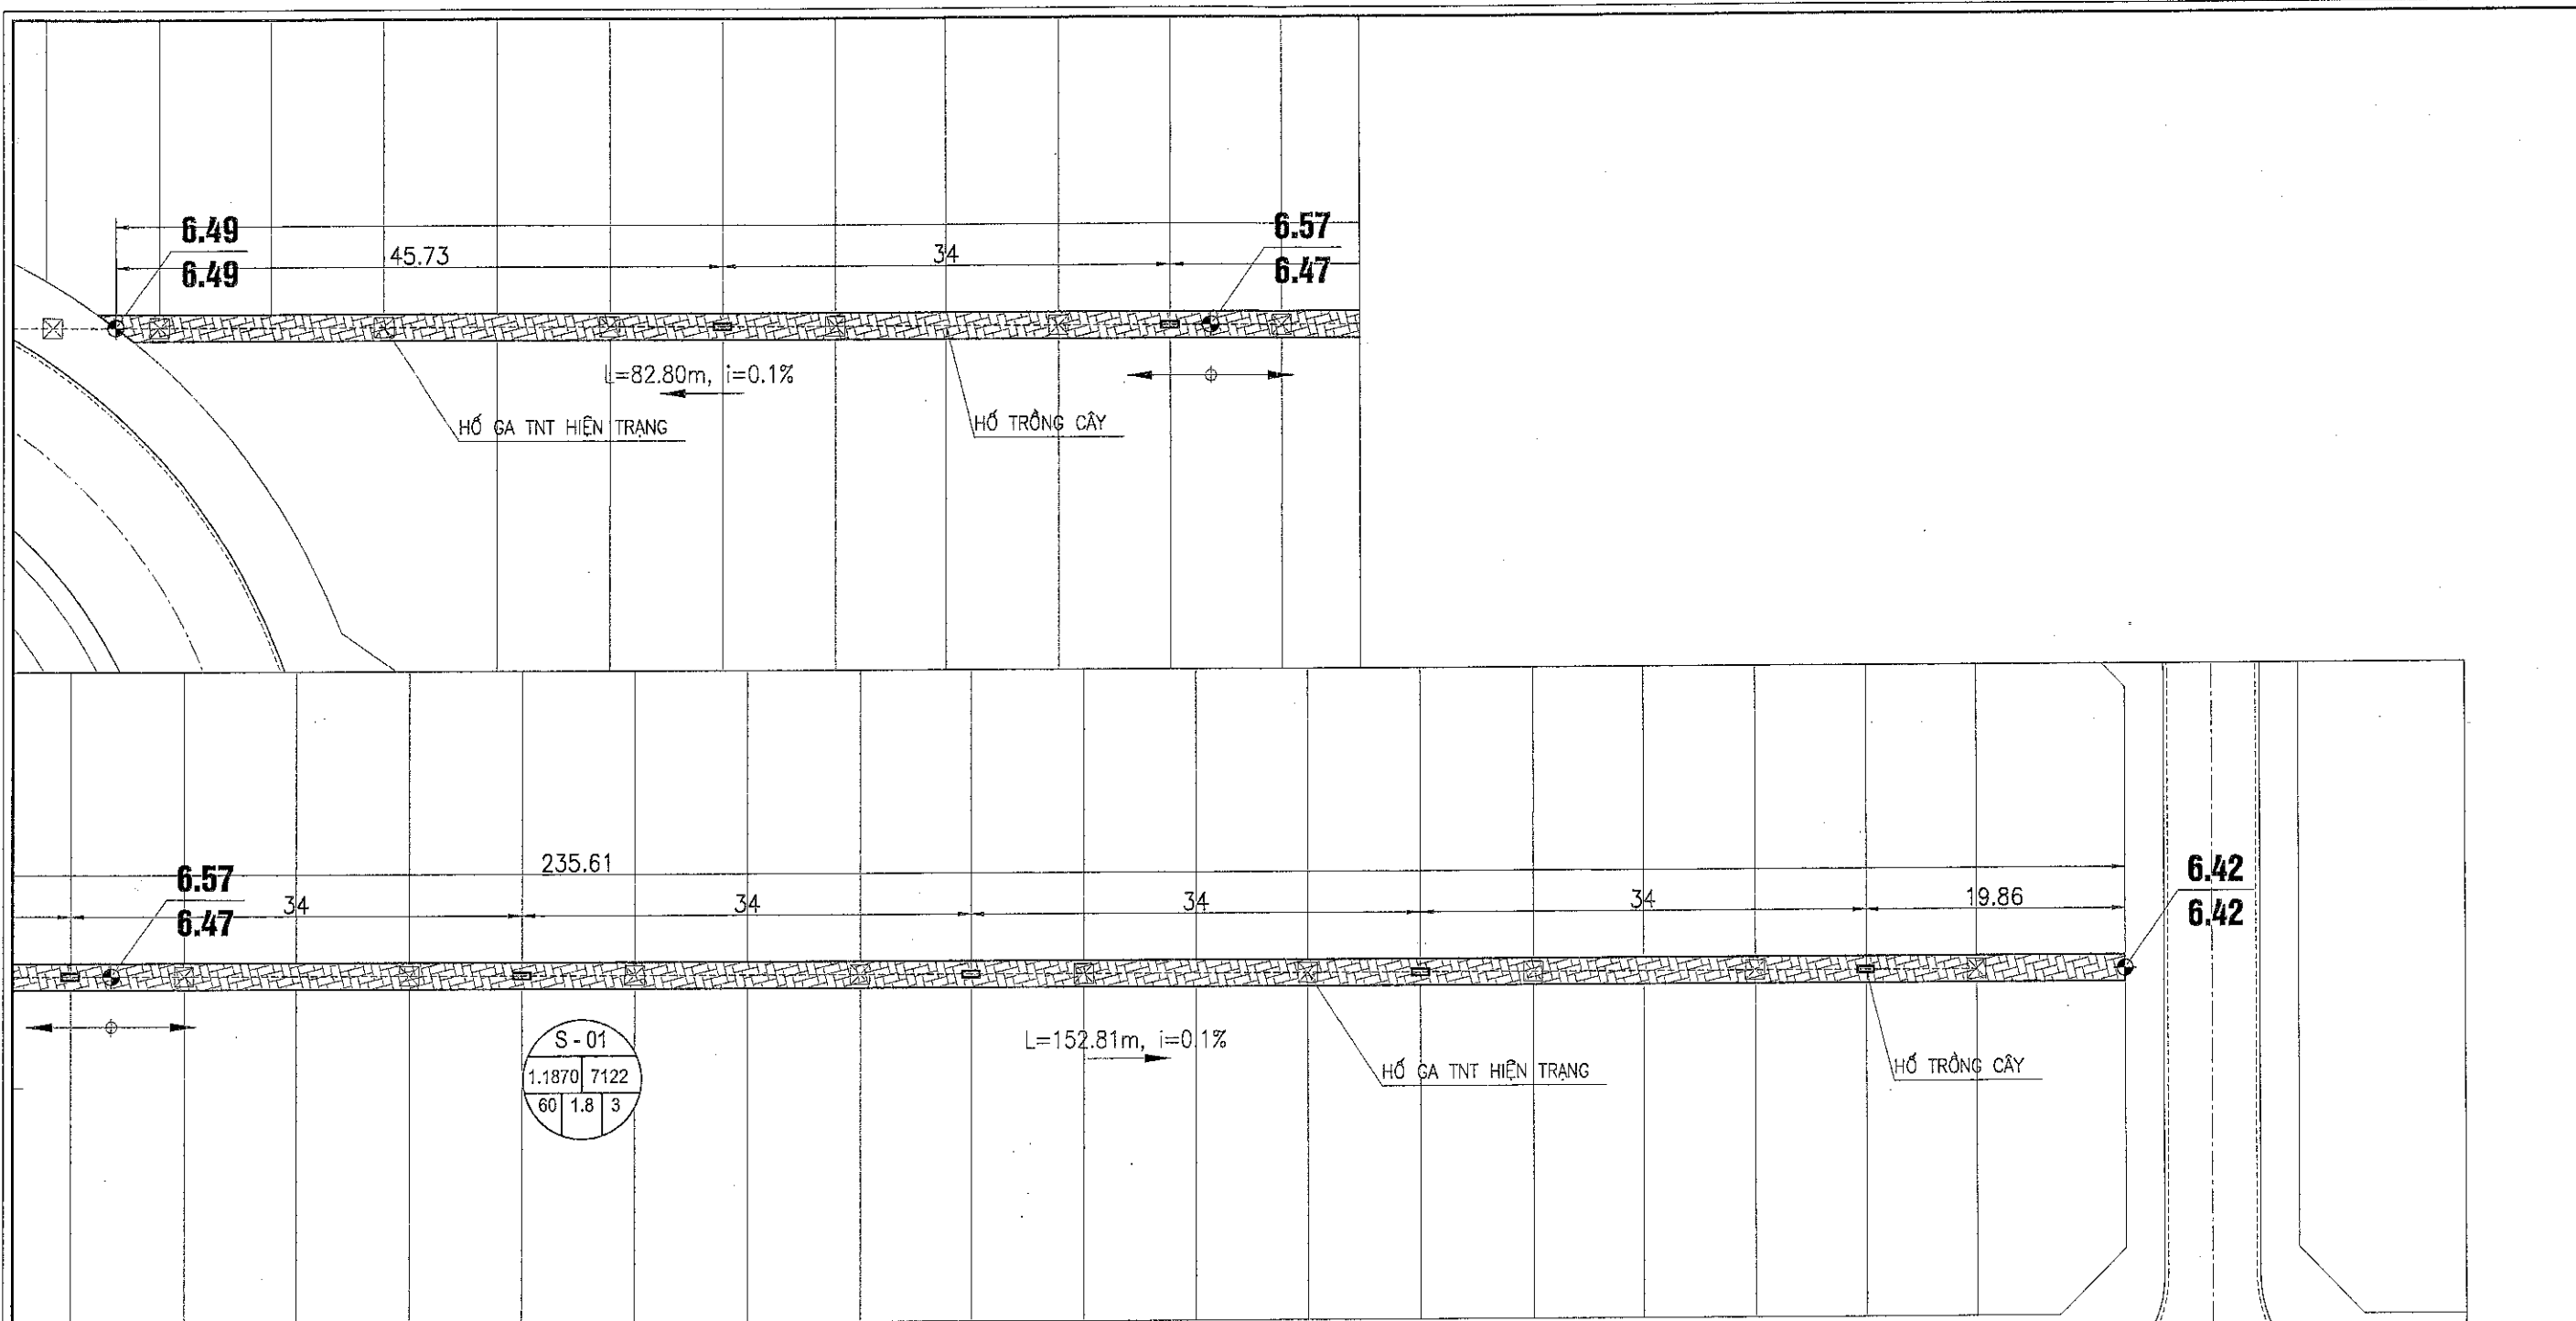 6.49
6.49
45.73
34
6.57
6.47
L=82.80m, i=0.1%
HỐ GA TNT HIỆN TRẠNG
HỐ TRỒNG CÂY
235.61
6.57
6.47
34
34
34
34
19.86
6.42
6.42
S - 01
1.1870 7122
60 1.8 3
L=152.81m, i=0.1%
HỐ GA TNT HIỆN TRẠNG
HỐ TRỒNG CÂY